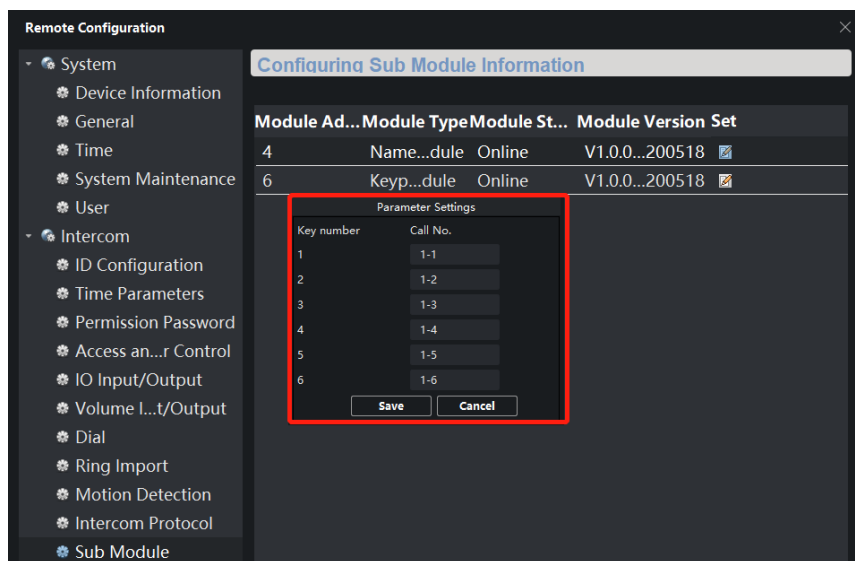 Remote Configuration
System
Device Information
General
Time
System Maintenance
User
Intercom
ID Configuration
Time Parameters
Permission Password
Access an...r Control
IO Input/Output
Volume I...t/Output
Dial
Ring Import
Motion Detection
Intercom Protocol
Sub Module
Configuring Sub Module Information
Module Ad... Module Type Module St... Module Version Set
4 Name...dule Online V1.0.0...200518
6 Keyp...dule Online V1.0.0...200518
Parameter Settings
Key number Call No.
1 1-1
2 1-2
3 1-3
4 1-4
5 1-5
6 1-6
Save Cancel